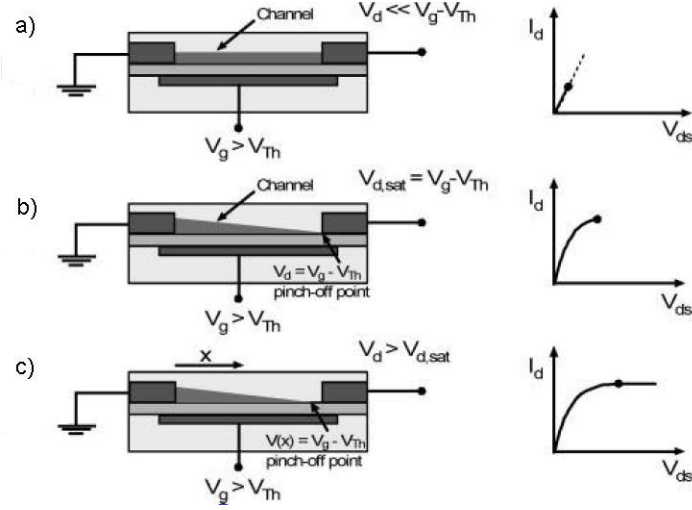 a)
Channel
V_d << V_g-V_Th
V_g > V_Th
I_d
V_ds
b)
Channel
V_d,sat = V_g-V_Th
V_d = V_g - V_Th
pinch-off point
V_g > V_Th
I_d
V_ds
c)
x
V_d > V_d,sat
V(x) = V_g - V_Th
pinch-off point
V_g > V_Th
I_d
V_ds